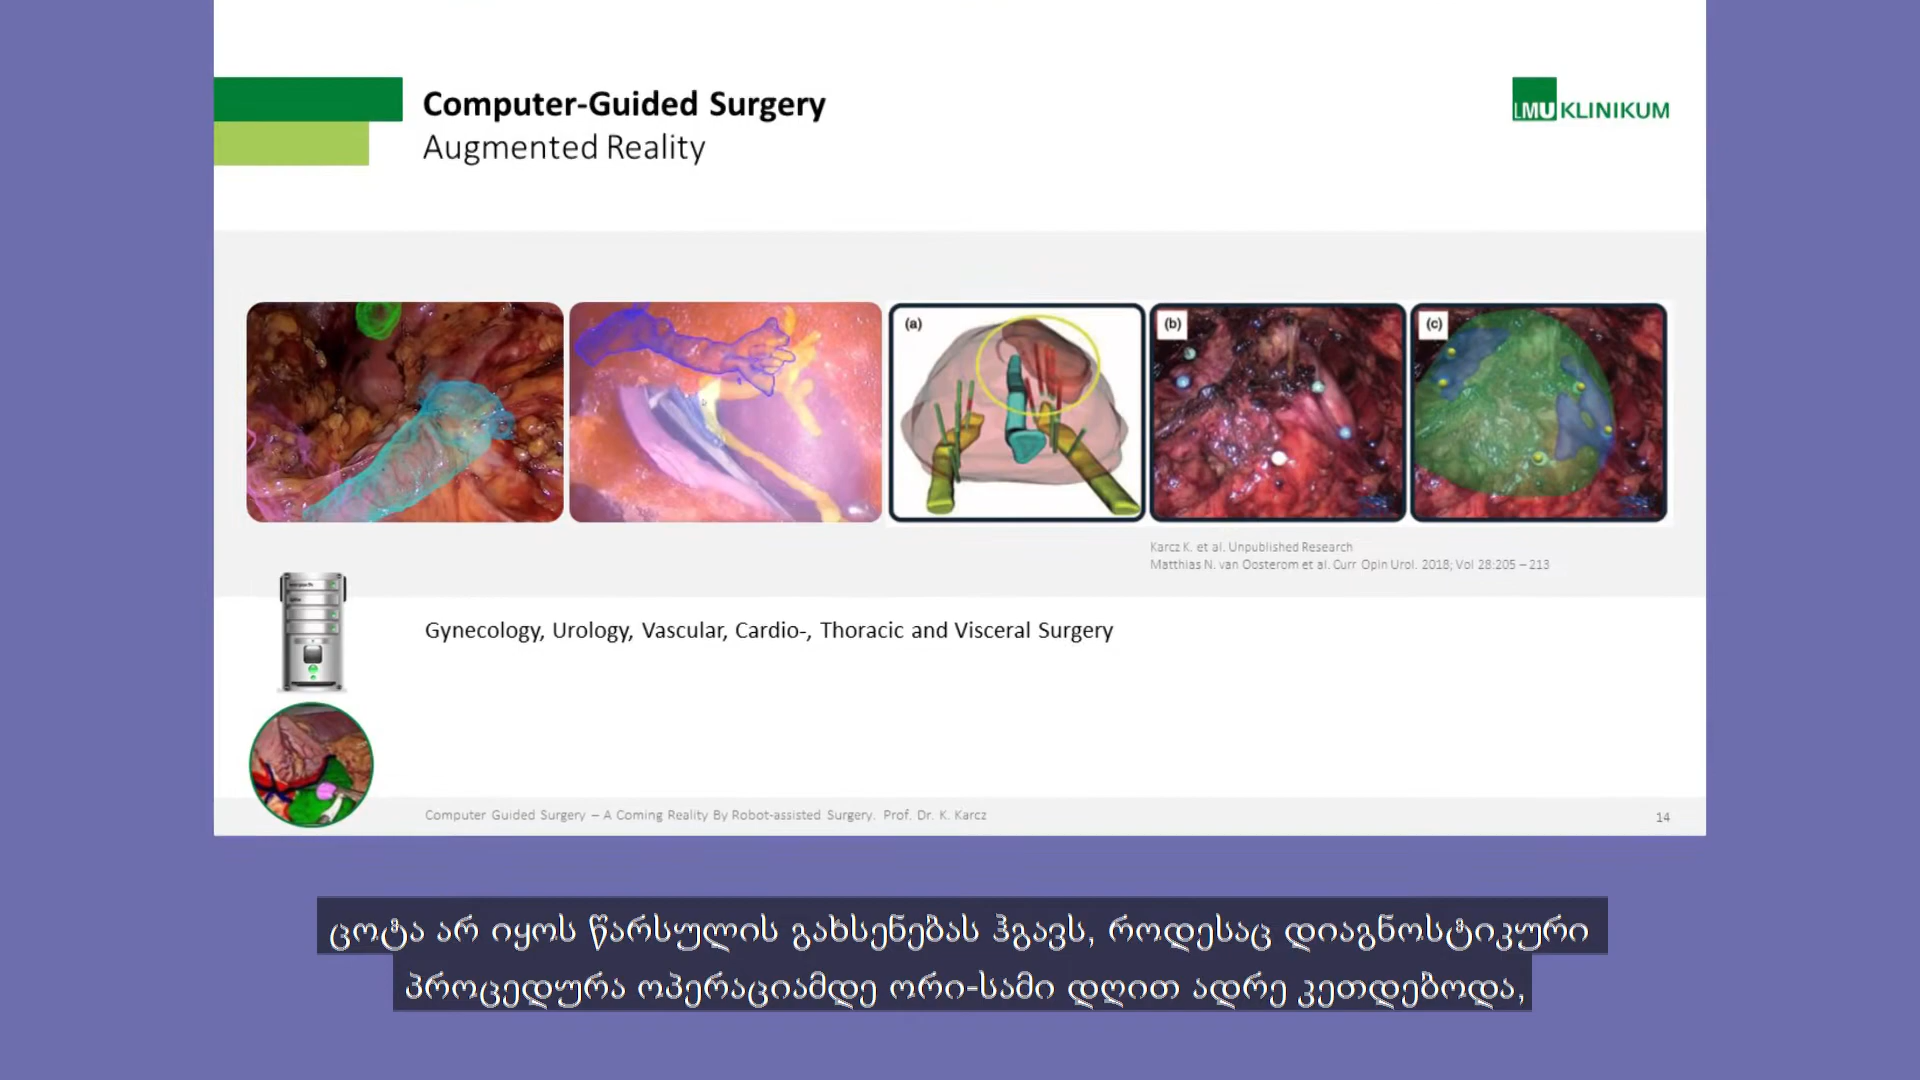 Computer-Guided Surgery
Augmented Reality
LMU KLINIKUM
(a)
(b)
(c)
Karcz K. et al. Unpublished Research
Matthias N. van Oosterom et al. Curr Opin Urol. 2018; Vol 28:205 – 213
Gynecology, Urology, Vascular, Cardio-, Thoracic and Visceral Surgery
Computer Guided Surgery – A Coming Reality By Robot-assisted Surgery. Prof. Dr. K. Karcz
14
ცოტა არ იყოს წარსულის გახსენებას ჰგავს, როდესაც დიაგნოსტიკური
პროცედურა ოპერაციამდე ორი-სამი დღით ადრე კეთდებოდა,